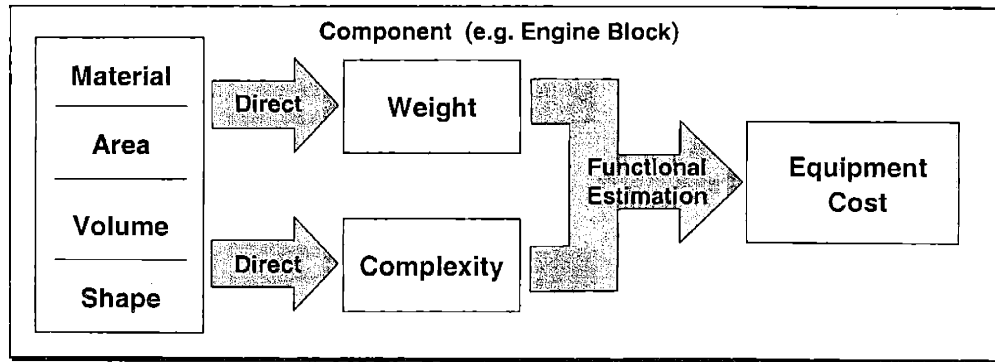 Component (e.g. Engine Block)
Material
Area
Volume
Shape
Direct
Direct
Weight
Complexity
Functional
Estimation
Equipment
Cost